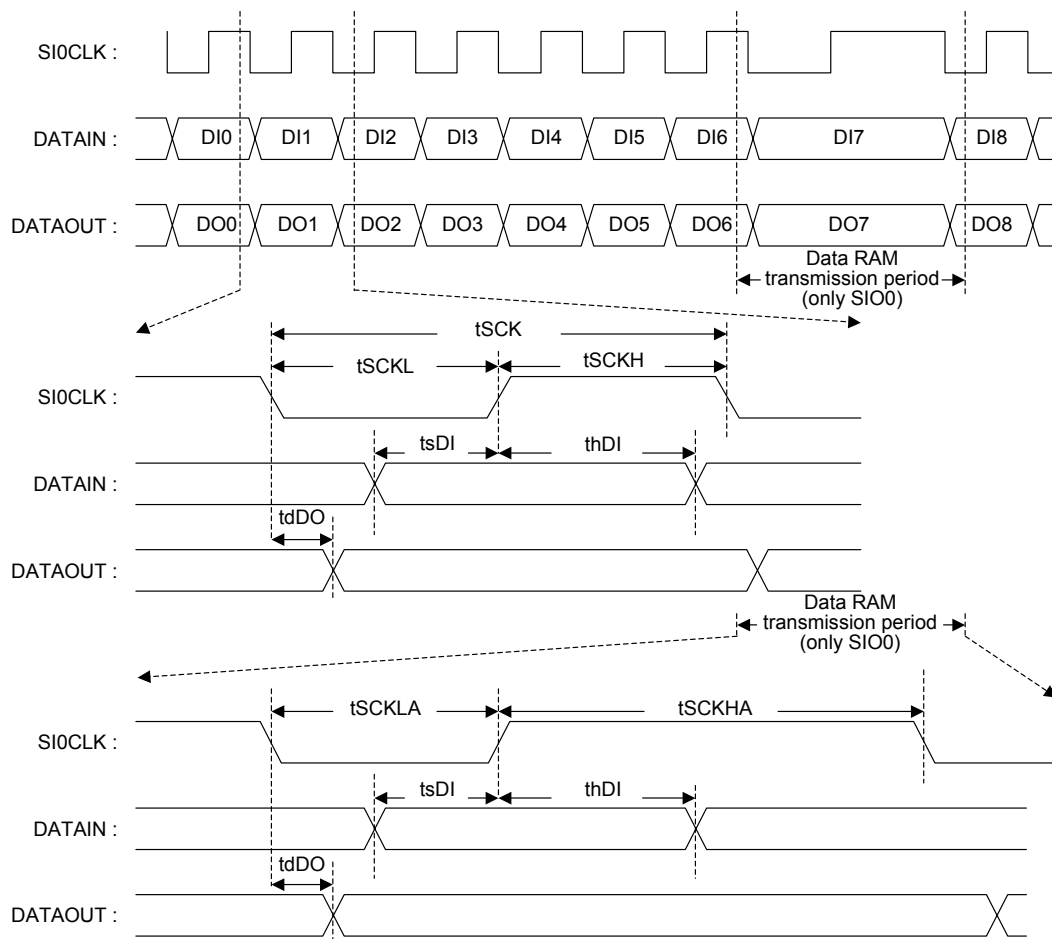 SI0CLK :
DATAIN :
DI0 DI1 DI2 DI3 DI4 DI5 DI6 DI7 DI8
DATAOUT :
DO0 DO1 DO2 DO3 DO4 DO5 DO6 DO7 DO8
Data RAM
transmission period
(only SIO0)
tSCK
tSCKL tSCKH
SI0CLK :
tsDI thDI
DATAIN :
tdDO
DATAOUT :
Data RAM
transmission period
(only SIO0)
tSCKLA tSCKHA
SI0CLK :
tsDI thDI
DATAIN :
tdDO
DATAOUT :